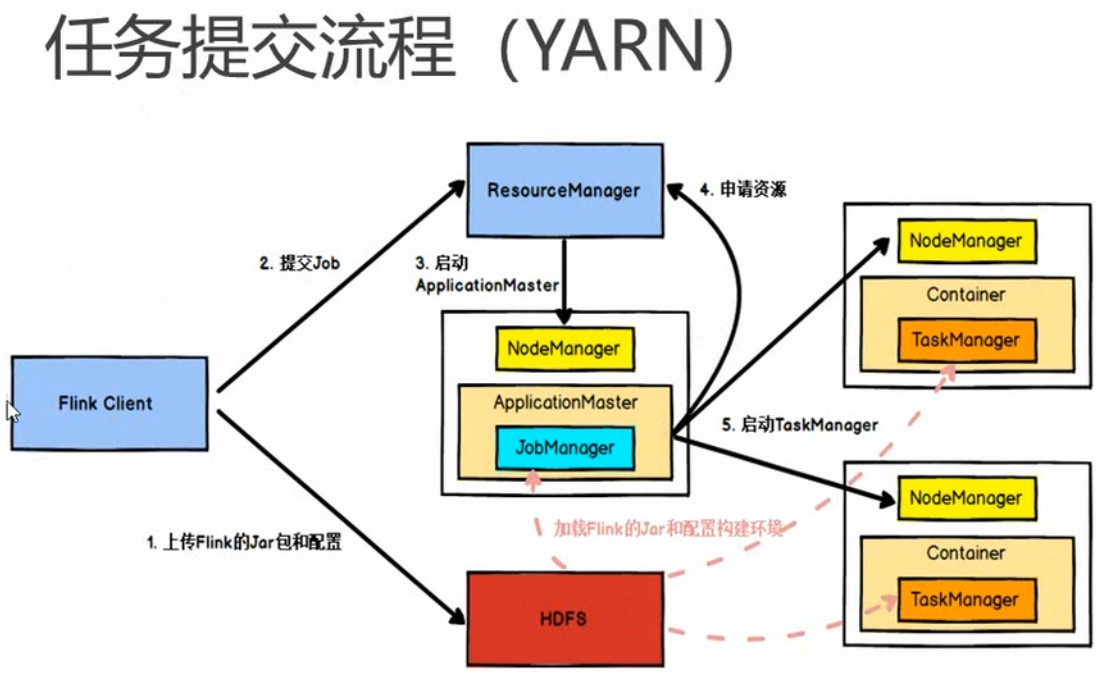 任务提交流程（YARN）
ResourceManager
4. 申请资源
NodeManager
2. 提交Job
3. 启动
ApplicationMaster
Container
TaskManager
NodeManager
Flink Client
ApplicationMaster
5. 启动TaskManager
JobManager
NodeManager
加载Flink的Jar和配置构建环境
1. 上传Flink的Jar包和配置
Container
TaskManager
HDFS